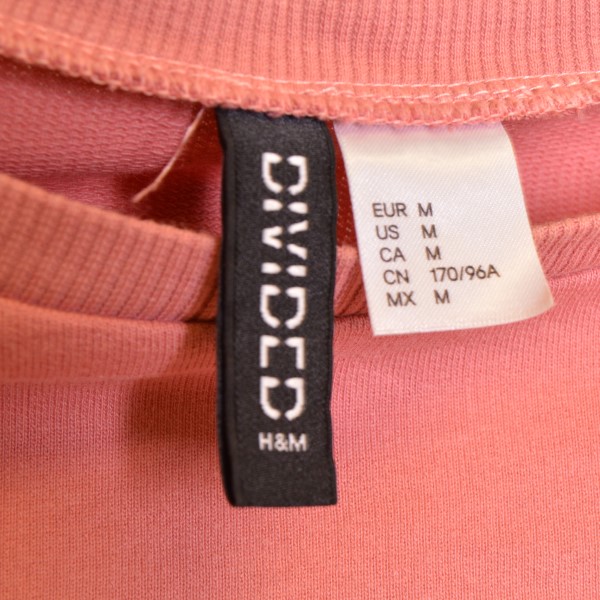 DIVIDED
H&M
EUR M
US M
CA M
CN 170/96A
MX M